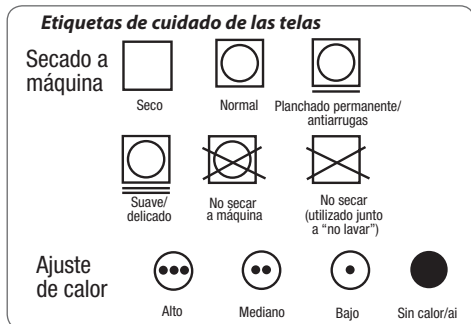 Etiquetas de cuidado de las telas
Secado a
máquina
Seco
Normal
Planchado permanente/
antiarrugas
Suave/
delicado
No secar
a máquina
No secar
(utilizado junto
a “no lavar”)
Ajuste
de calor
Alto
Mediano
Bajo
Sin calor/ai